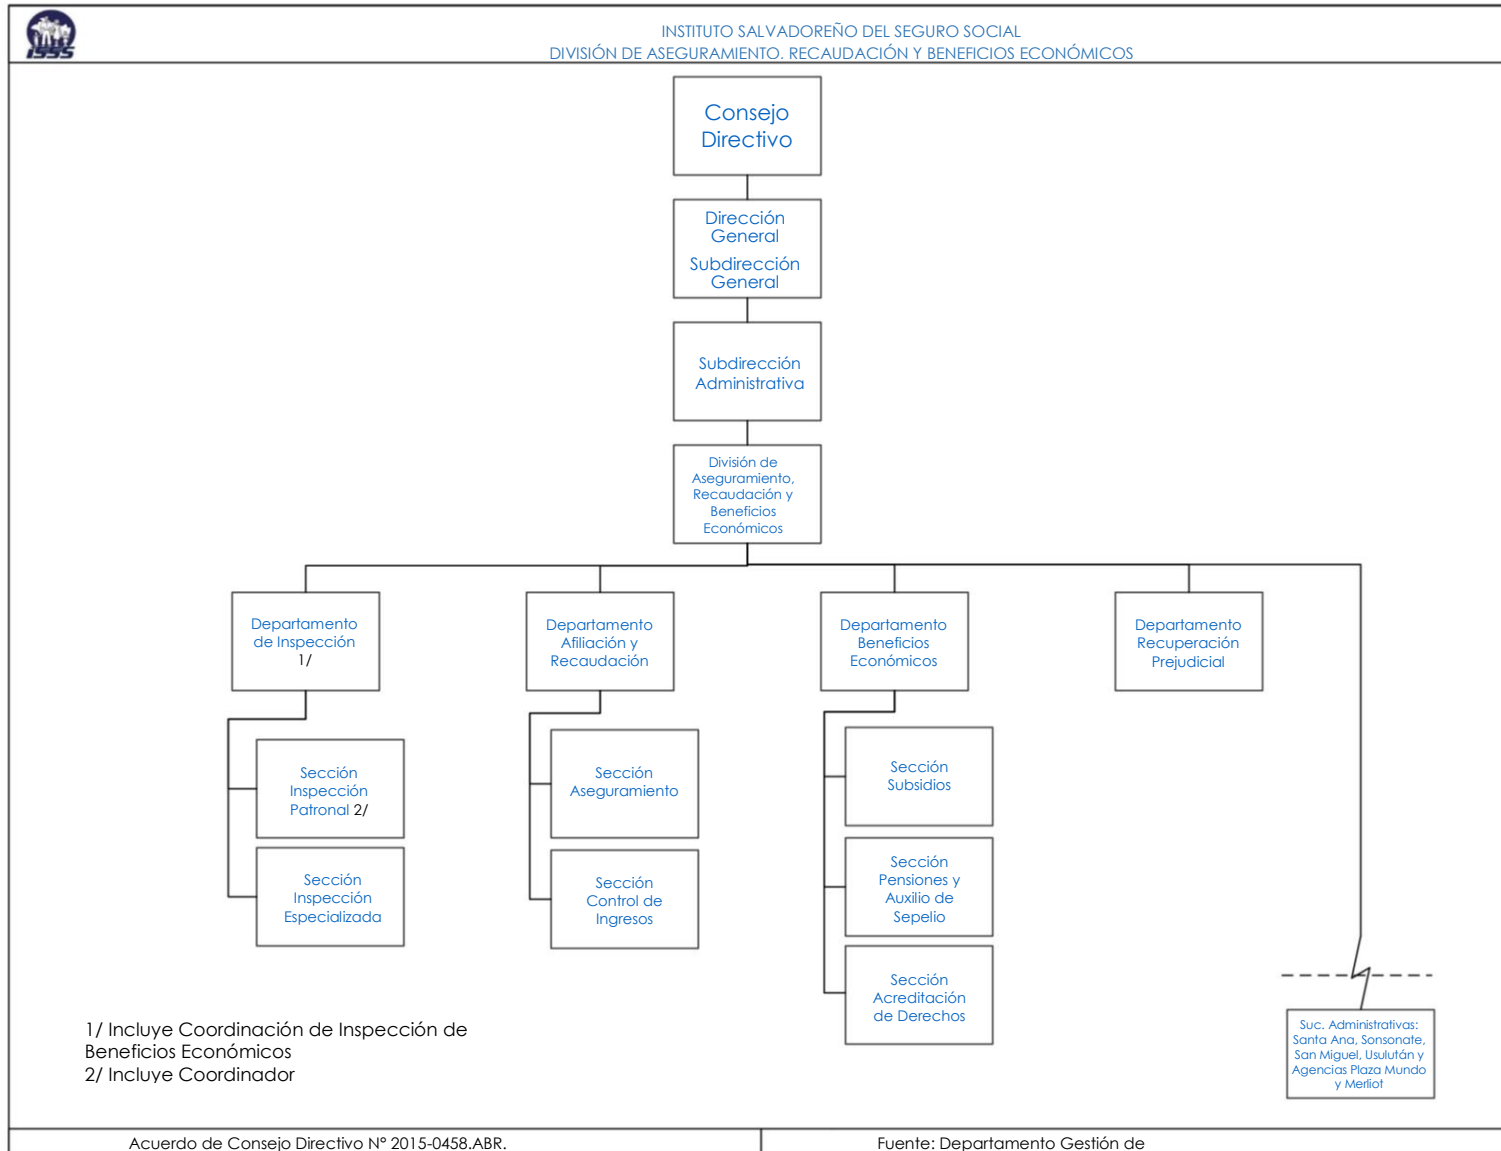 ISSS
INSTITUTO SALVADOREÑO DEL SEGURO SOCIAL
DIVISIÓN DE ASEGURAMIENTO. RECAUDACIÓN Y BENEFICIOS ECONÓMICOS
Consejo
Directivo
Dirección
General
Subdirección
General
Subdirección
Administrativa
División de
Aseguramiento,
Recaudación y
Beneficios
Económicos
Departamento
de Inspección
1/
Departamento
Afiliación y
Recaudación
Departamento
Beneficios
Económicos
Departamento
Recuperación
Prejudicial
Sección
Inspección
Patronal 2/
Sección
Inspección
Especializada
Sección
Aseguramiento
Sección
Control de
Ingresos
Sección
Subsidios
Sección
Pensiones y
Auxilio de
Sepelio
Sección
Acreditación
de Derechos
Suc. Administrativas:
Santa Ana, Sonsonate,
San Miguel, Usulután y
Agencias Plaza Mundo
y Merliot
1/ Incluye Coordinación de Inspección de
Beneficios Económicos
2/ Incluye Coordinador
Acuerdo de Consejo Directivo N° 2015-0458.ABR.
Fuente: Departamento Gestión de